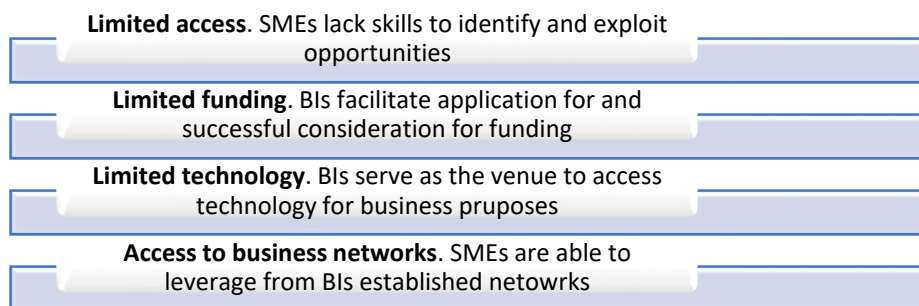 Limited access. SMEs lack skills to identify and exploit
opportunities
Limited funding. BIs facilitate application for and
successful consideration for funding
Limited technology. BIs serve as the venue to access
technology for business pruposes
Access to business networks. SMEs are able to
leverage from BIs established netowrks